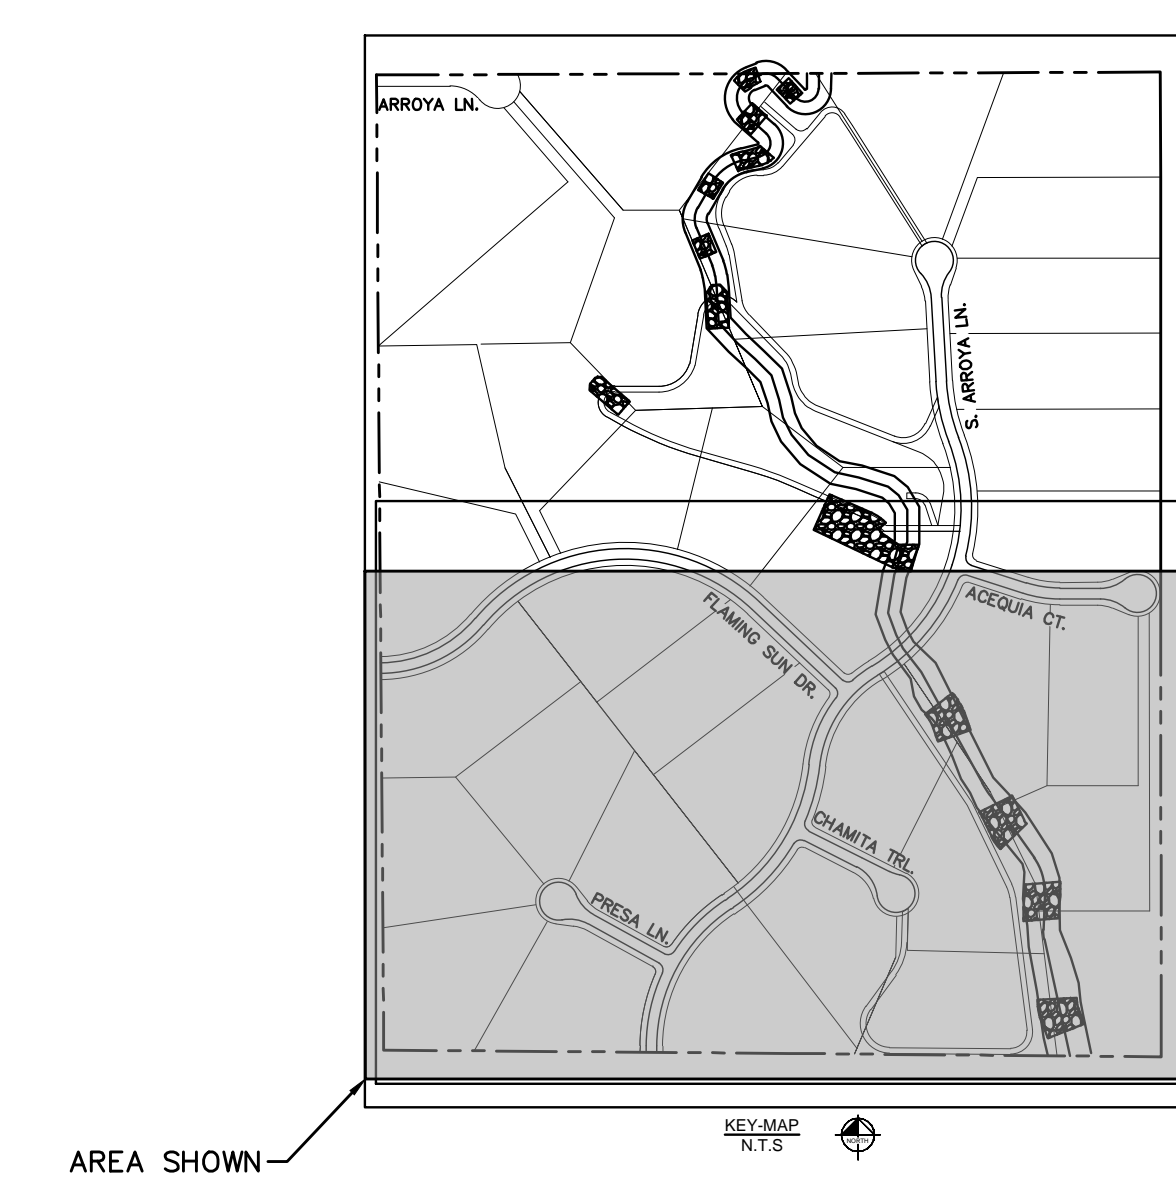 ARROYA LN.
S. ARROYA LN.
ACEQUIA CT.
FLAMING SUN DR.
CHAMITA TRL.
PRESA LN.
KEY-MAP
N.T.S
NORTH
AREA SHOWN